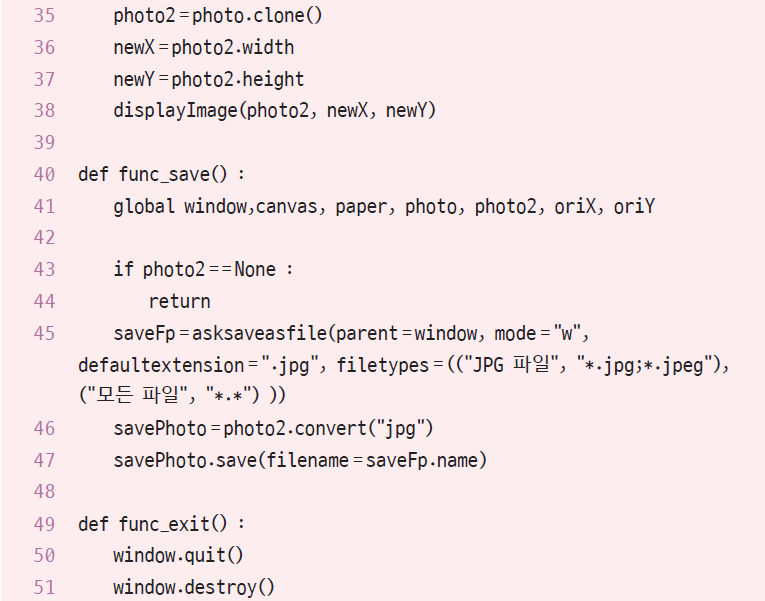 35 photo2=photo.clone()
36 newX=photo2.width
37 newY=photo2.height
38 displayImage(photo2, newX, newY)
39
40 def func_save() :
41 global window,canvas, paper, photo, photo2, oriX, oriY
42
43 if photo2==None :
44 return
45 saveFp=asksaveasfile(parent=window, mode="w",
defaultextension=".jpg", filetypes=(("JPG 파일", "*.jpg;*.jpeg"),
("모든 파일", "*.*") ))
46 savePhoto=photo2.convert("jpg")
47 savePhoto.save(filename=saveFp.name)
48
49 def func_exit() :
50 window.quit()
51 window.destroy()